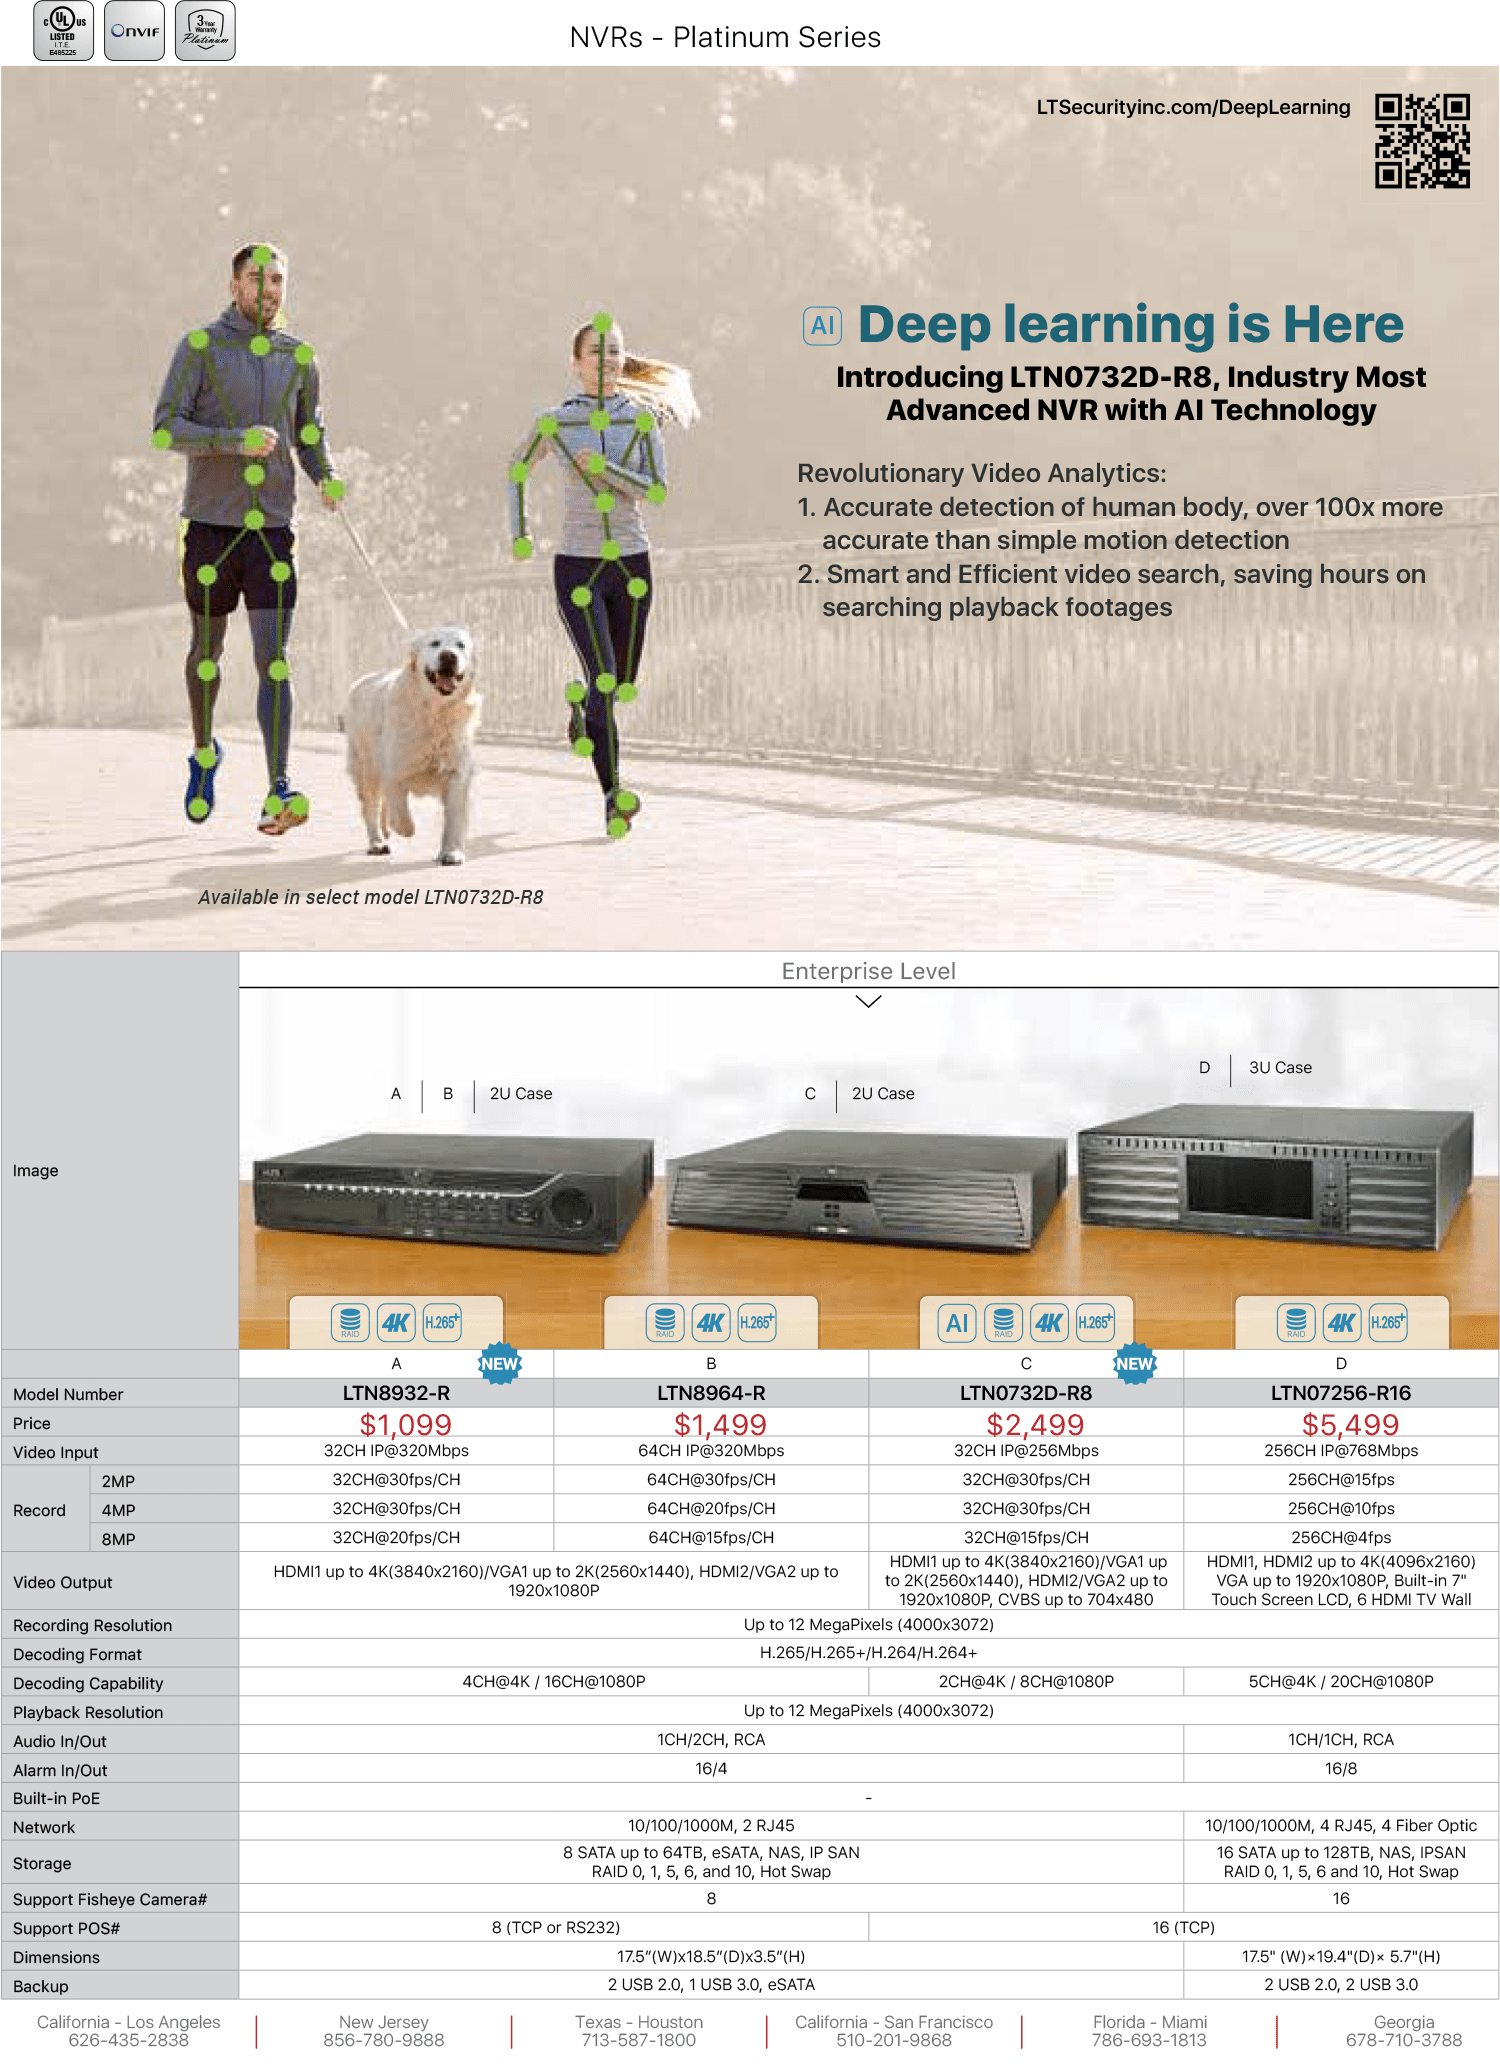 c UL US
LISTED
I.T.E.
E485225
ONVIF
3 Year
Warranty
Platinum
NVRs - Platinum Series
LTSecurityinc.com/DeepLearning
AI Deep learning is Here
Introducing LTN0732D-R8, Industry Most
Advanced NVR with AI Technology
Revolutionary Video Analytics:
1. Accurate detection of human body, over 100x more
accurate than simple motion detection
2. Smart and Efficient video search, saving hours on
searching playback footages
Available in select model LTN0732D-R8
Enterprise Level
Image
A | B | 2U Case
C | 2U Case
D | 3U Case
RAID 4K H.265+
RAID 4K H.265+
AI RAID 4K H.265+
RAID 4K H.265+
A NEW B C NEW D
Model Number LTN8932-R LTN8964-R LTN0732D-R8 LTN07256-R16
Price $1,099 $1,499 $2,499 $5,499
Video Input 32CH IP@320Mbps 64CH IP@320Mbps 32CH IP@256Mbps 256CH IP@768Mbps
Record
2MP 32CH@30fps/CH 64CH@30fps/CH 32CH@30fps/CH 256CH@15fps
4MP 32CH@30fps/CH 64CH@20fps/CH 32CH@30fps/CH 256CH@10fps
8MP 32CH@20fps/CH 64CH@15fps/CH 32CH@15fps/CH 256CH@4fps
Video Output
HDMI1 up to 4K(3840x2160)/VGA1 up to 2K(2560x1440), HDMI2/VGA2 up to
1920x1080P
HDMI1 up to 4K(3840x2160)/VGA1 up
to 2K(2560x1440), HDMI2/VGA2 up to
1920x1080P, CVBS up to 704x480
HDMI1, HDMI2 up to 4K(4096x2160)
VGA up to 1920x1080P, Built-in 7"
Touch Screen LCD, 6 HDMI TV Wall
Recording Resolution Up to 12 MegaPixels (4000x3072)
Decoding Format H.265/H.265+/H.264/H.264+
Decoding Capability 4CH@4K / 16CH@1080P 2CH@4K / 8CH@1080P 5CH@4K / 20CH@1080P
Playback Resolution Up to 12 MegaPixels (4000x3072)
Audio In/Out 1CH/2CH, RCA 1CH/1CH, RCA
Alarm In/Out 16/4 16/8
Built-in PoE -
Network 10/100/1000M, 2 RJ45 10/100/1000M, 4 RJ45, 4 Fiber Optic
Storage
8 SATA up to 64TB, eSATA, NAS, IP SAN
RAID 0, 1, 5, 6, and 10, Hot Swap
16 SATA up to 128TB, NAS, IPSAN
RAID 0, 1, 5, 6 and 10, Hot Swap
Support Fisheye Camera# 8 16
Support POS# 8 (TCP or RS232) 16 (TCP)
Dimensions 17.5”(W)x18.5”(D)x3.5”(H) 17.5" (W)×19.4"(D)× 5.7"(H)
Backup 2 USB 2.0, 1 USB 3.0, eSATA 2 USB 2.0, 2 USB 3.0
California - Los Angeles
626-435-2838
New Jersey
856-780-9888
Texas - Houston
713-587-1800
California - San Francisco
510-201-9868
Florida - Miami
786-693-1813
Georgia
678-710-3788